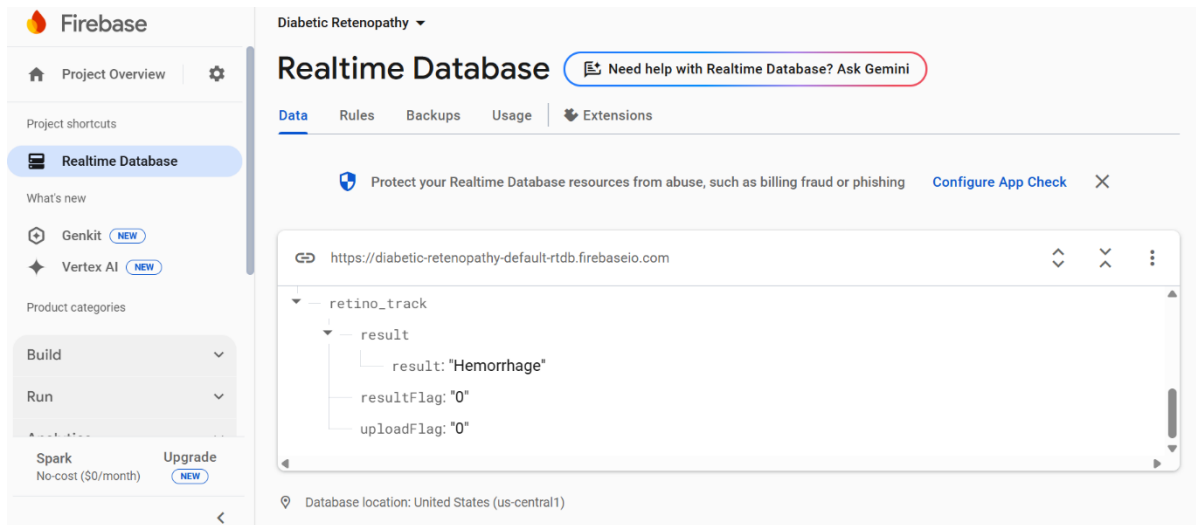 Firebase
Project Overview
Project shortcuts
Realtime Database
What's new
Genkit NEW
Vertex AI NEW
Product categories
Build
Run
Analytics
Spark
No-cost ($0/month)
Upgrade
NEW
Diabetic Retenopathy
Realtime Database
Need help with Realtime Database? Ask Gemini
Data Rules Backups Usage Extensions
Protect your Realtime Database resources from abuse, such as billing fraud or phishing Configure App Check
https://diabetic-retenopathy-default-rtdb.firebaseio.com
retino_track
result
result: "Hemorrhage"
resultFlag: "0"
uploadFlag: "0"
Database location: United States (us-central1)